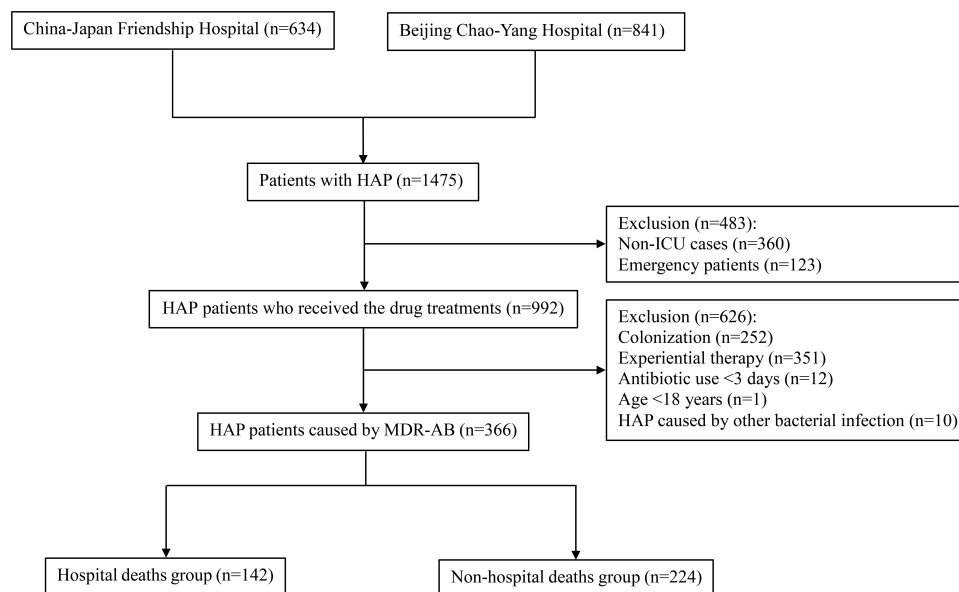 China-Japan Friendship Hospital (n=634)
Beijing Chao-Yang Hospital (n=841)
Patients with HAP (n=1475)
Exclusion (n=483):
Non-ICU cases (n=360)
Emergency patients (n=123)
HAP patients who received the drug treatments (n=992)
Exclusion (n=626):
Colonization (n=252)
Experiential therapy (n=351)
Antibiotic use <3 days (n=12)
Age <18 years (n=1)
HAP caused by other bacterial infection (n=10)
HAP patients caused by MDR-AB (n=366)
Hospital deaths group (n=142)
Non-hospital deaths group (n=224)